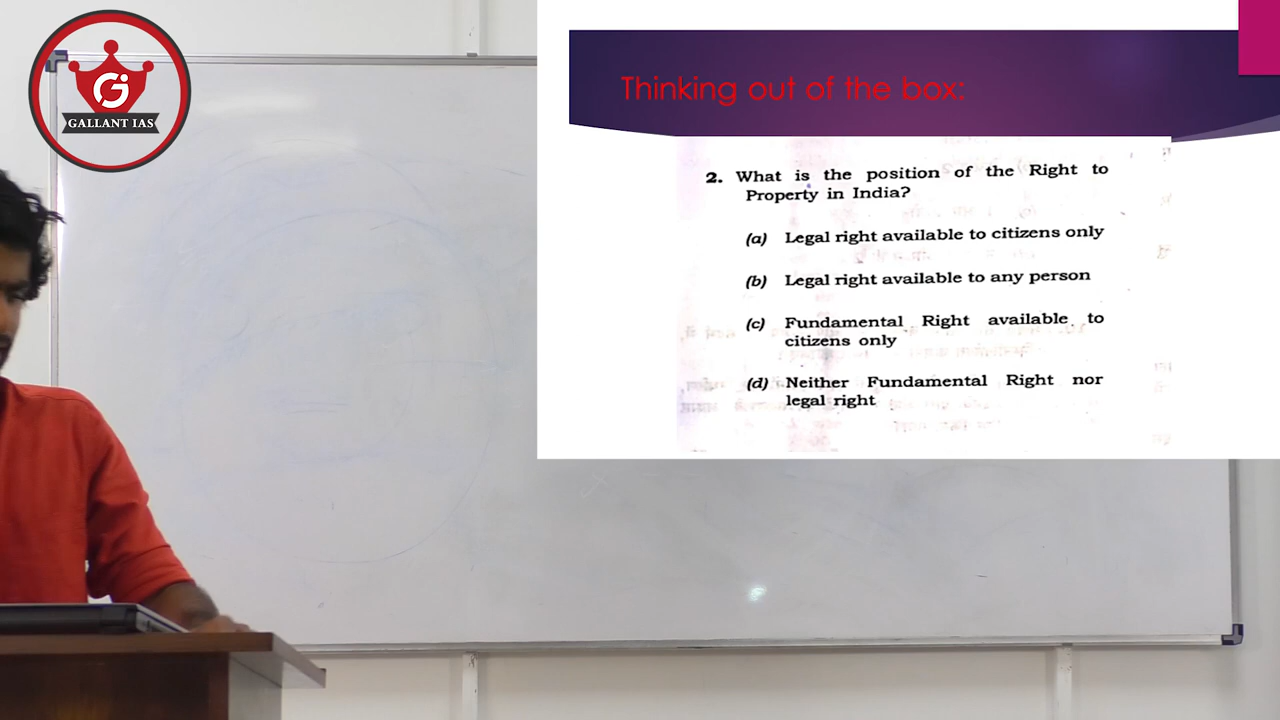 GALLANT IAS
Thinking out of the box:
2. What is the position of the Right to
Property in India?
(a) Legal right available to citizens only
(b) Legal right available to any person
(c) Fundamental Right available to
citizens only
(d) Neither Fundamental Right nor
legal right